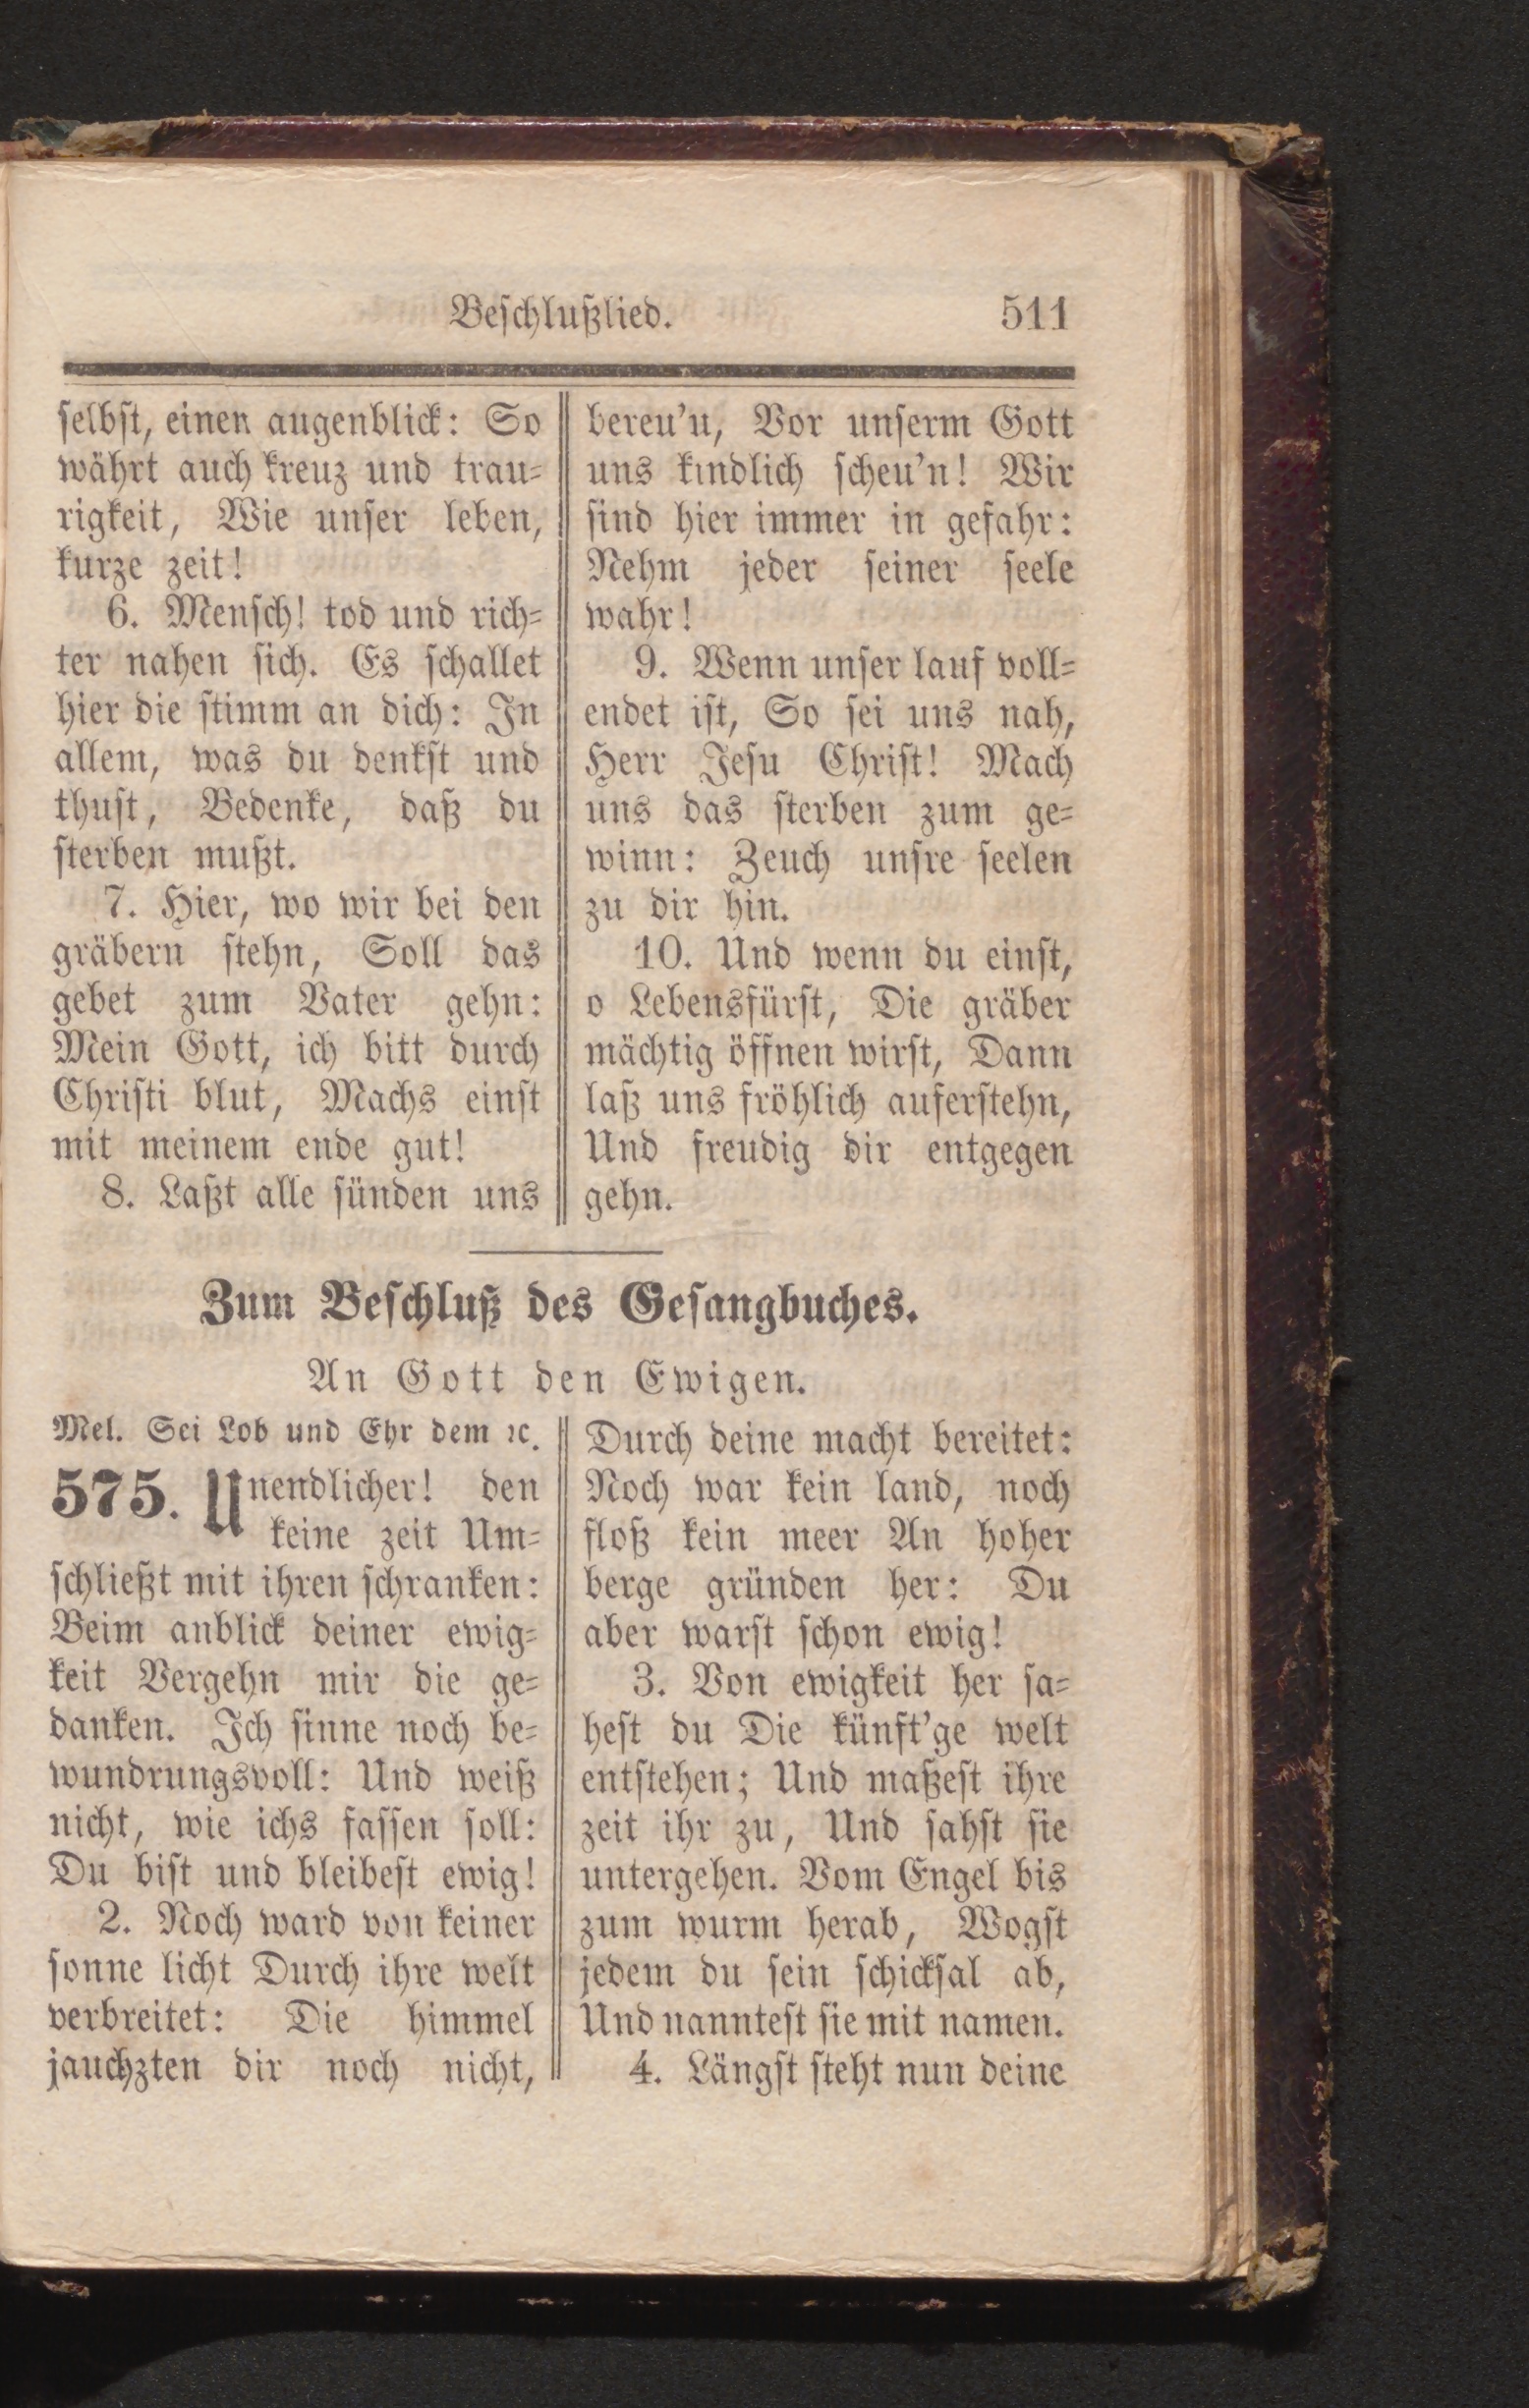 Beschlußlied. 511
selbst, einen augenblick: So
währt auch kreuz und trau-
rigkeit, Wie unser leben,
kurze zeit!
6. Mensch! tod und rich-
ter nahen sich. Es schallet
hier die stimm an dich: In
allem, was du denkst und
thust, Bedenke, daß du
sterben mußt.
7. Hier, wo wir bei den
gräbern stehn, Soll das
gebet zum Vater gehn:
Mein Gott, ich bitt durch
Christi blut, Machs einst
mit meinem ende gut!
8. Laßt alle sünden uns
bereu'u, Vor unserm Gott
uns kindlich scheu'n! Wir
sind hier immer in gefahr:
Nehm jeder seiner seele
wahr!
9. Wenn unser lauf voll-
endet ist, So sei uns nah,
Herr Jesu Christ! Mach
uns das sterben zum ge-
winn: Zeuch unsre seelen
zu dir hin.
10. Und wenn du einst,
o Lebensfürst, Die gräber
mächtig öffnen wirst, Dann
laß uns fröhlich auferstehn,
Und freudig dir entgegen
gehn.
Zum Beschluß des Gesangbuches.
An Gott den Ewigen.
Mel. Sei Lob und Ehr dem ꝛc.
575. Unendlicher! den
keine zeit Um-
schließt mit ihren schranken:
Beim anblick deiner ewig-
keit Vergehn mir die ge-
danken. Ich sinne noch be-
wundrungsvoll: Und weiß
nicht, wie ichs fassen soll:
Du bist und bleibest ewig!
2. Noch ward von keiner
sonne licht Durch ihre welt
verbreitet: Die himmel
jauchzten dir noch nicht,
Durch deine macht bereitet:
Noch war kein land, noch
floß kein meer An hoher
berge gründen her: Du
aber warst schon ewig!
3. Von ewigkeit her sa-
hest du Die künft'ge welt
entstehen; Und maßest ihre
zeit ihr zu, Und sahst sie
untergehen. Vom Engel bis
zum wurm herab, Wogst
jedem du sein schicksal ab,
Und nanntest sie mit namen.
4. Längst steht nun deine